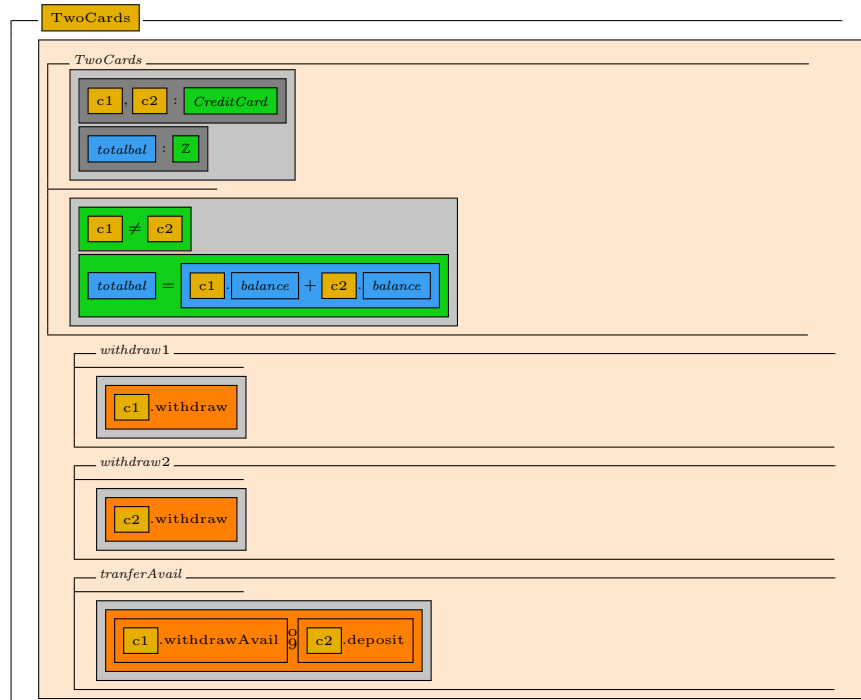 TwoCards
TwoCards
c1, c2 : CreditCard
totalbal : ℤ
c1 ≠ c2
totalbal = c1.balance + c2.balance
withdraw1
c1.withdraw
withdraw2
c2.withdraw
tranferAvail
c1.withdrawAvail ⨟ c2.deposit